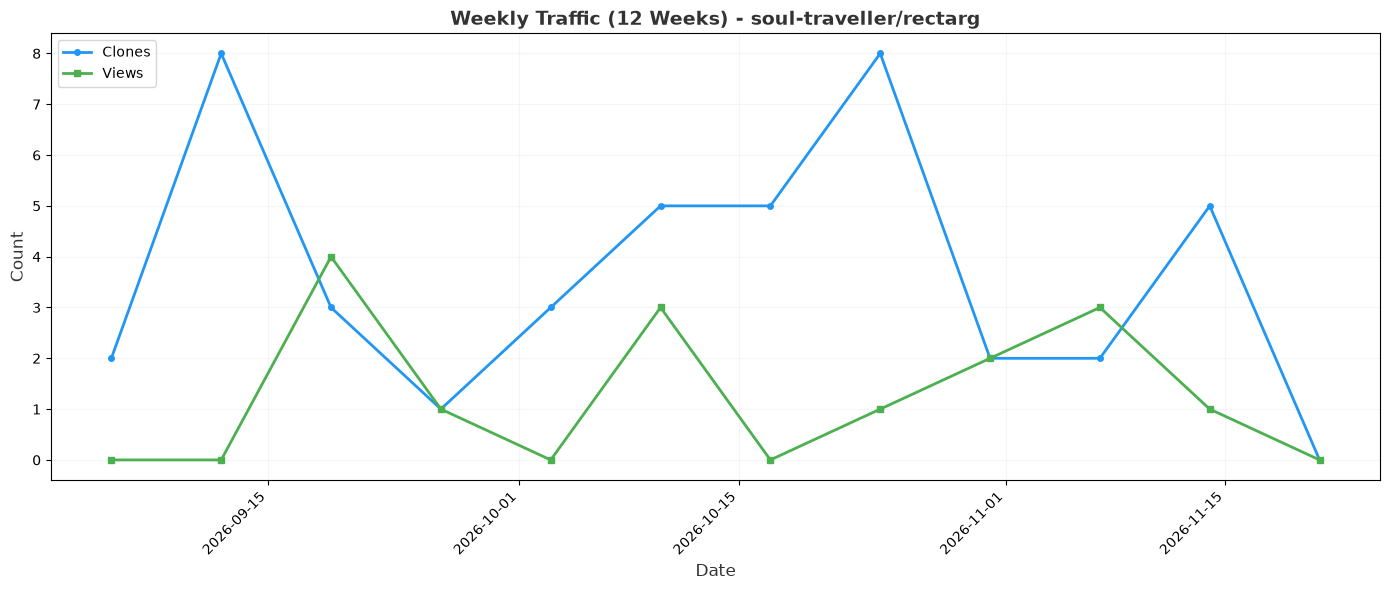 Weekly Traffic (12 Weeks) - soul-traveller/rectarg
Clones
Views
8
7
6
5
4
3
2
1
0
Count
2026-09-15
2026-10-01
2026-10-15
2026-11-01
2026-11-15
Date